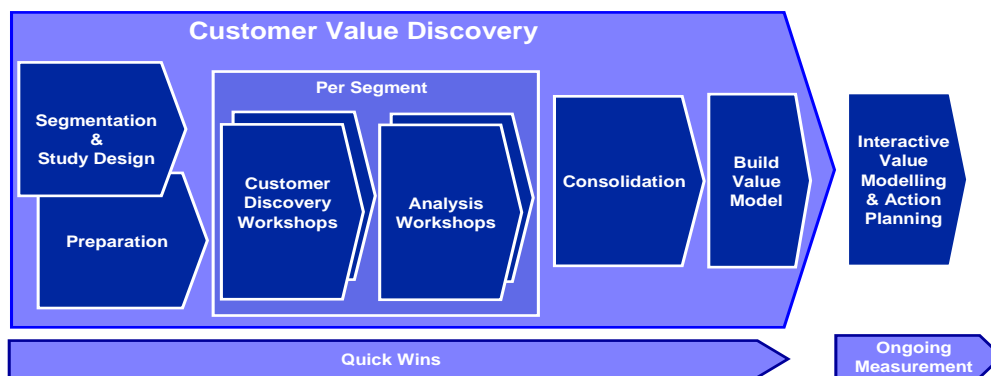 Customer Value Discovery
Segmentation
&
Study Design
Preparation
Per Segment
Customer
Discovery
Workshops
Analysis
Workshops
Consolidation
Build
Value
Model
Interactive
Value
Modelling
& Action
Planning
Quick Wins
Ongoing
Measurement